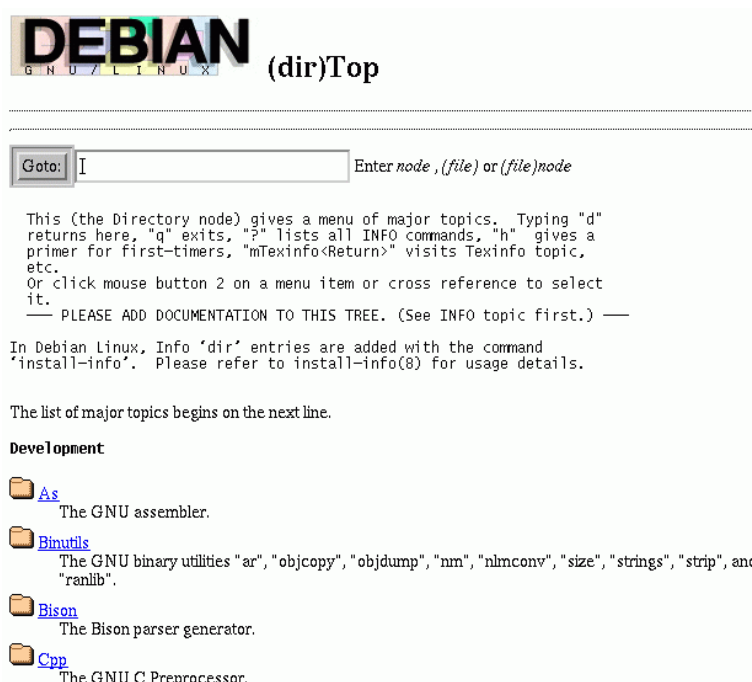 DEBIAN
GNU/LINUX
(dir)Top
Goto:
Enter node , (file) or (file)node
This (the Directory node) gives a menu of major topics.  Typing "d"
returns here, "q" exits, "?" lists all INFO commands, "h"  gives a
primer for first-timers, "mTexinfo<Return>" visits Texinfo topic,
etc.
Or click mouse button 2 on a menu item or cross reference to select
it.
--- PLEASE ADD DOCUMENTATION TO THIS TREE. (See INFO topic first.) ---
In Debian Linux, Info 'dir' entries are added with the command
'install-info'.  Please refer to install-info(8) for usage details.
The list of major topics begins on the next line.
Development
As
The GNU assembler.
Binutils
The GNU binary utilities "ar", "objcopy", "objdump", "nm", "nlmconv", "size", "strings", "strip", and
"ranlib".
Bison
The Bison parser generator.
Cpp
The GNU C Preprocessor.